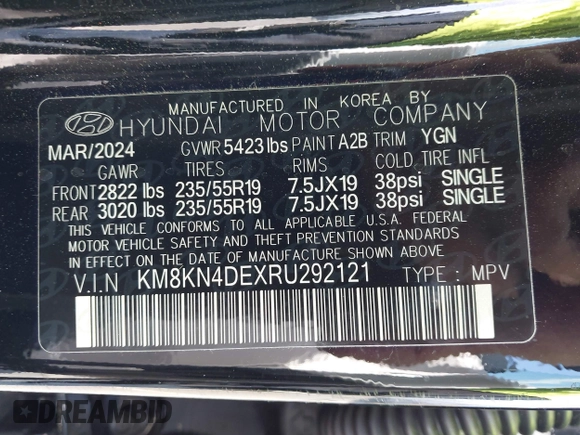 MANUFACTURED IN KOREA BY
HYUNDAI MOTOR COMPANY
MAR/2024 GVWR 5423 lbs PAINT A2B TRIM YGN
GAWR TIRES RIMS COLD TIRE INFL
FRONT 2822 lbs 235/55R19 7.5JX19 38psi SINGLE
REAR 3020 lbs 235/55R19 7.5JX19 38psi SINGLE
THIS VEHICLE CONFORMS TO ALL APPLICABLE U.S.A. FEDERAL
MOTOR VEHICLE SAFETY AND THEFT PREVENTION STANDARDS
IN EFFECT ON THE DATE OF MANUFACTURE SHOWN ABOVE
V.I.N KM8KN4DEXRU292121 TYPE : MPV
DREAMBID